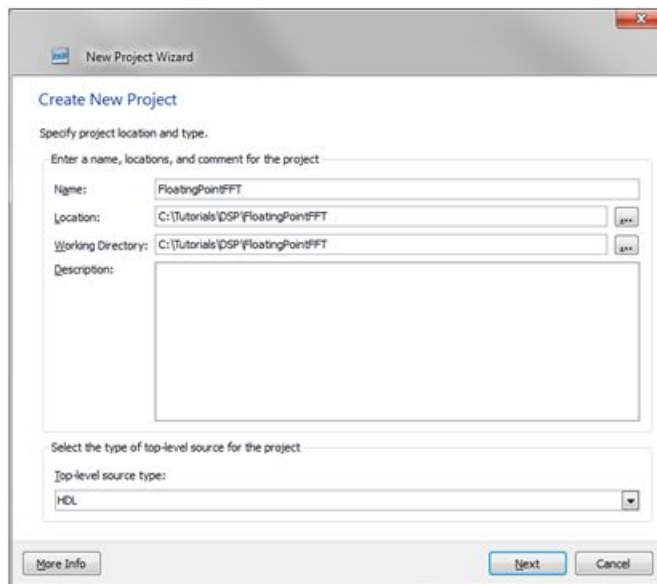 New Project Wizard
Create New Project
Specify project location and type.
Enter a name, locations, and comment for the project
Name: FloatingPointFFT
Location: C:\Tutorials\DSP\FloatingPointFFT
...
Working Directory: C:\Tutorials\DSP\FloatingPointFFT
...
Description:
Select the type of top-level source for the project
Top-level source type:
HDL
More Info Next Cancel